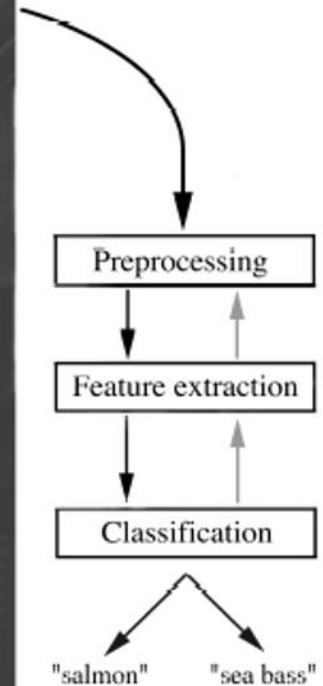 Preprocessing
Feature extraction
Classification
"salmon" "sea bass"